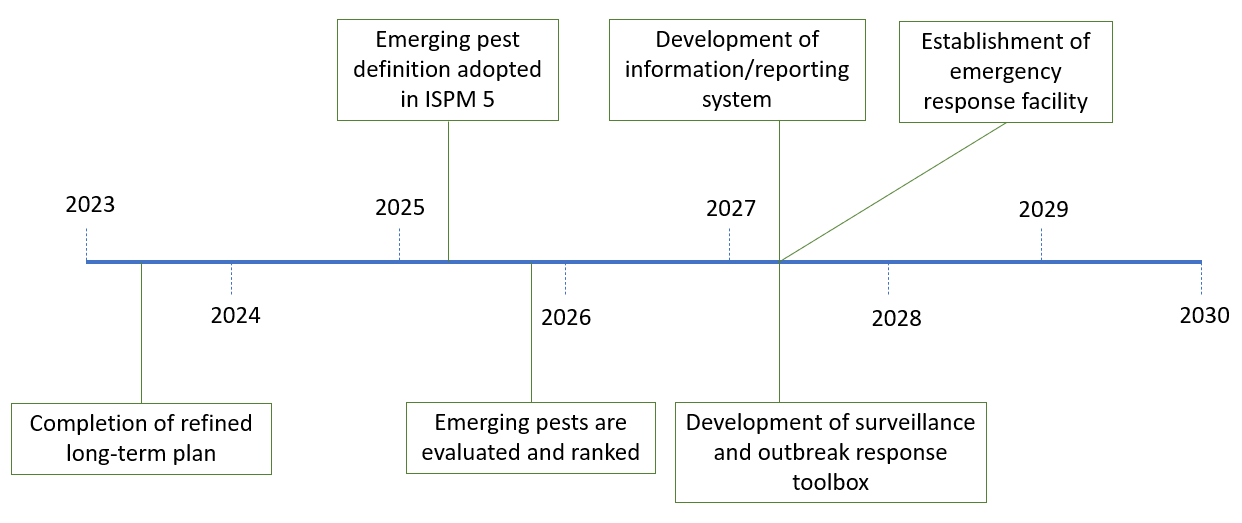 Emerging pest
definition adopted
in ISPM 5
Development of
information/reporting
system
Establishment of
emergency
response facility
2023
2025
2027
2029
2024
2026
2028
2030
Completion of refined
long-term plan
Emerging pests are
evaluated and ranked
Development of surveillance
and outbreak response
toolbox